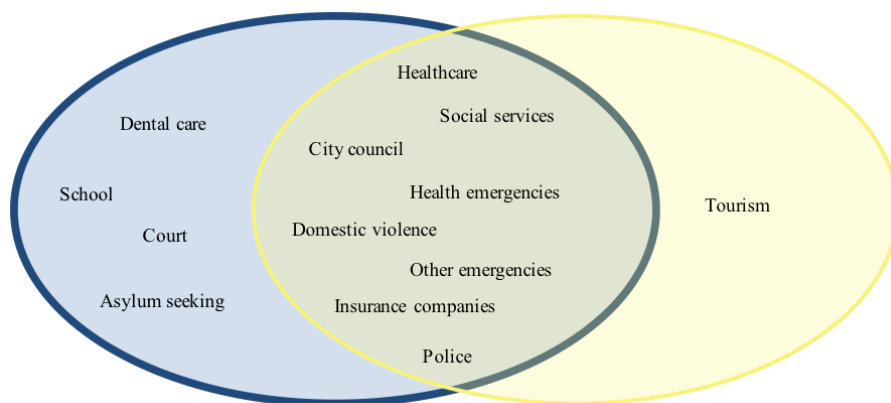 Healthcare
Social services
Dental care
City council
School
Health emergencies
Tourism
Court
Domestic violence
Other emergencies
Asylum seeking
Insurance companies
Police